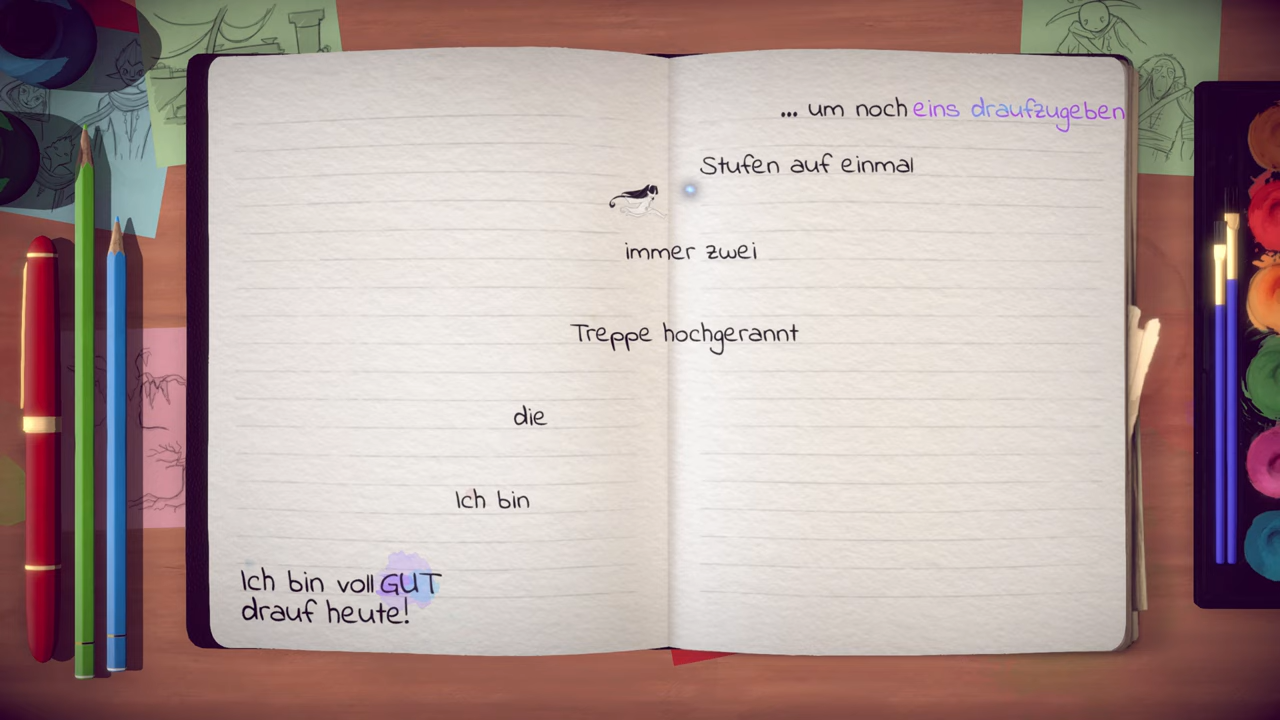 ... um noch eins draufzugeben
Stufen auf einmal
immer zwei
Treppe hochgerannt
die
Ich bin
Ich bin voll GUT
drauf heute!